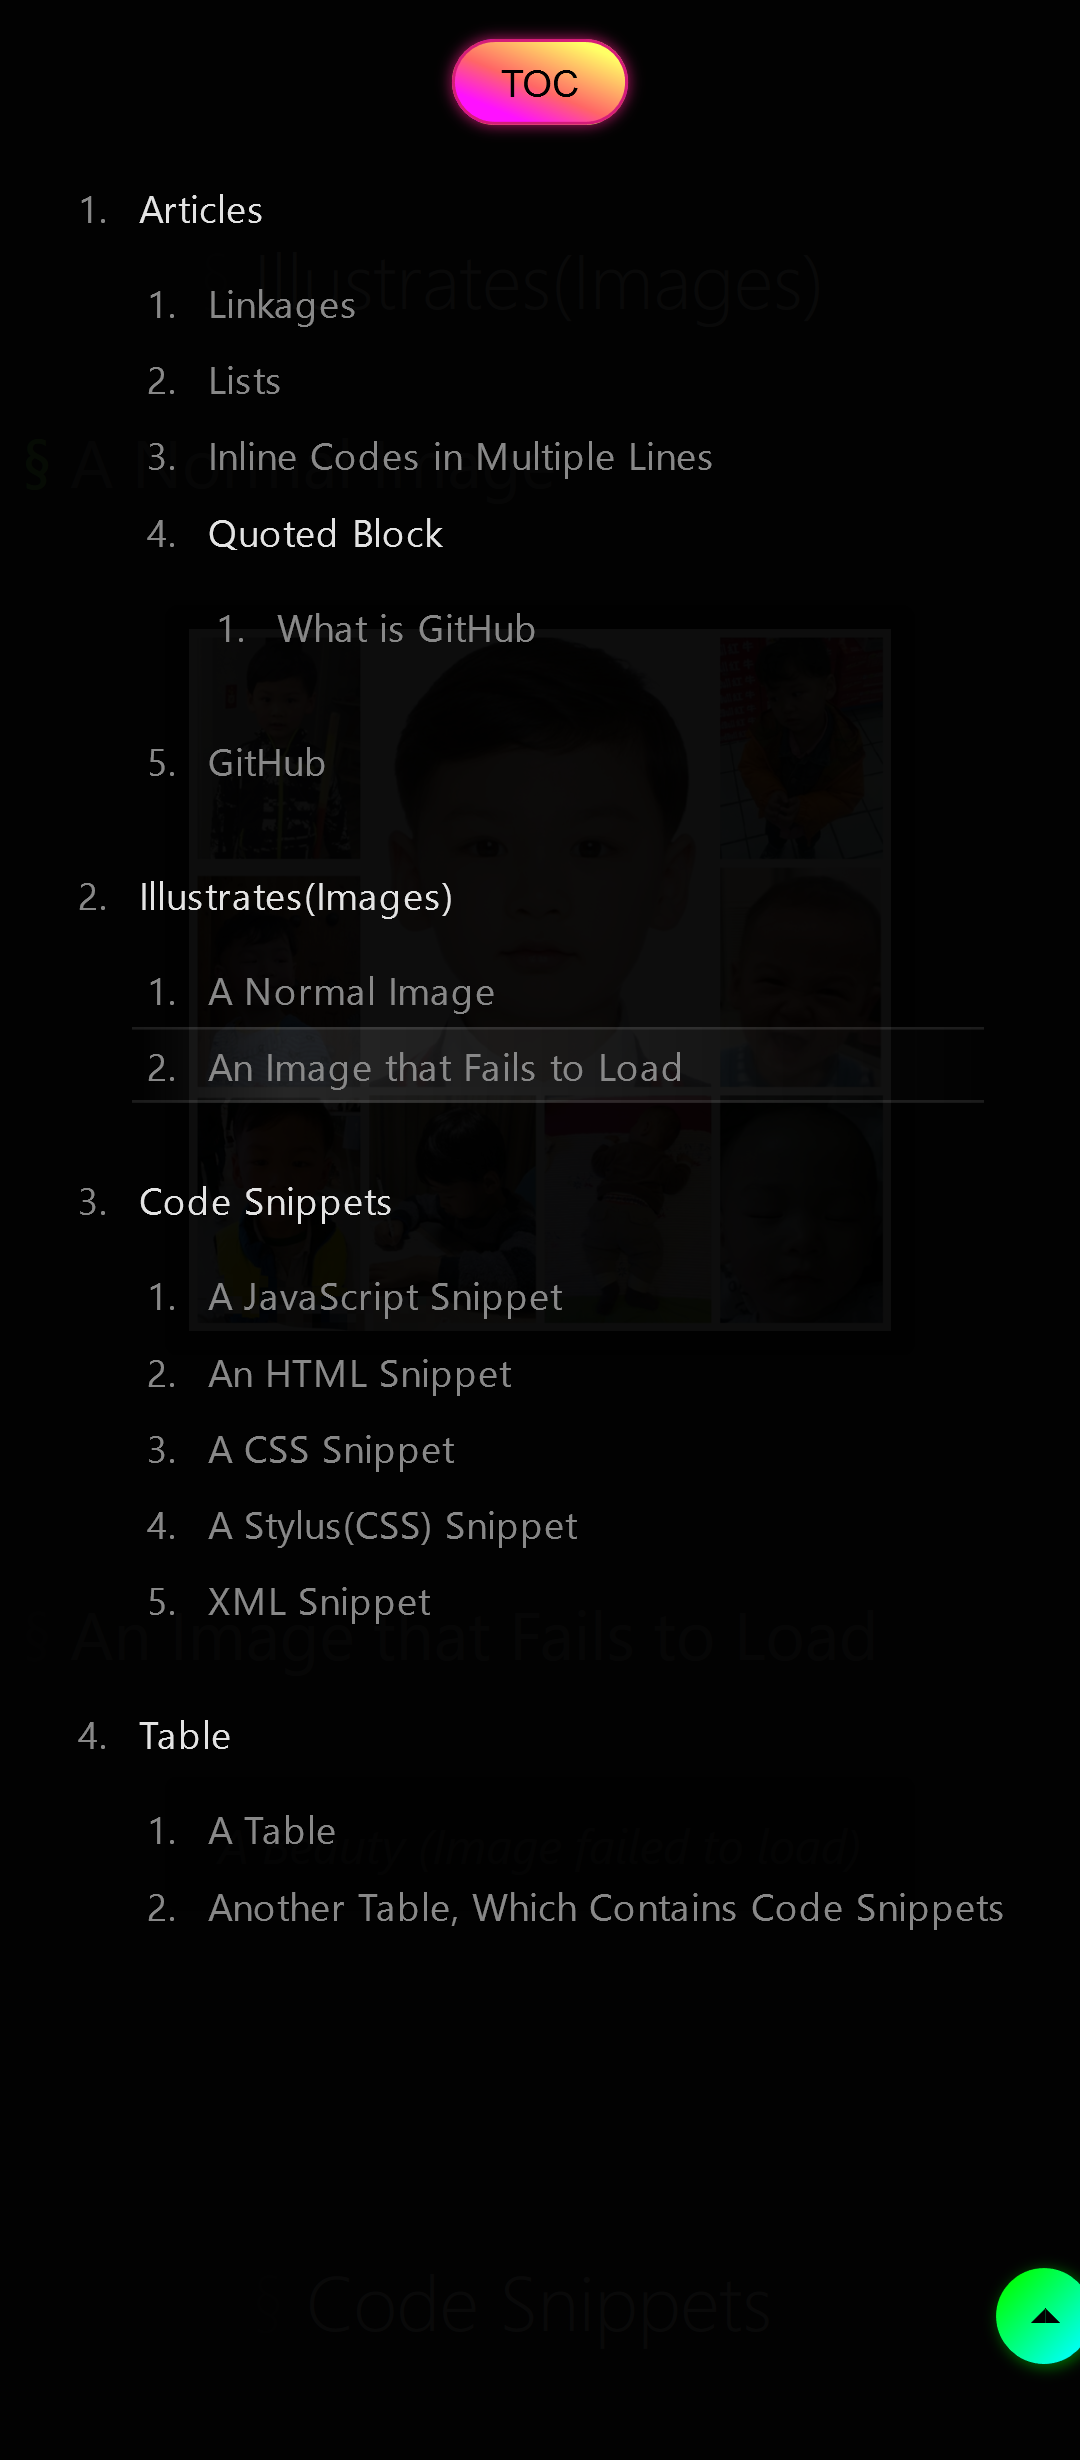 TOC
1. Articles
Illustrates(Images)
1. Linkages
2. Lists
§ A Normal Image
3. Inline Codes in Multiple Lines
4. Quoted Block
1. What is GitHub
5. GitHub
2. Illustrates(Images)
1. A Normal Image
2. An Image that Fails to Load
3. Code Snippets
1. A JavaScript Snippet
2. An HTML Snippet
3. A CSS Snippet
4. A Stylus(CSS) Snippet
5. XML Snippet
§ An Image that Fails to Load
4. Table
1. A Table
A Beauty (Image failed to load)
2. Another Table, Which Contains Code Snippets
Code Snippets